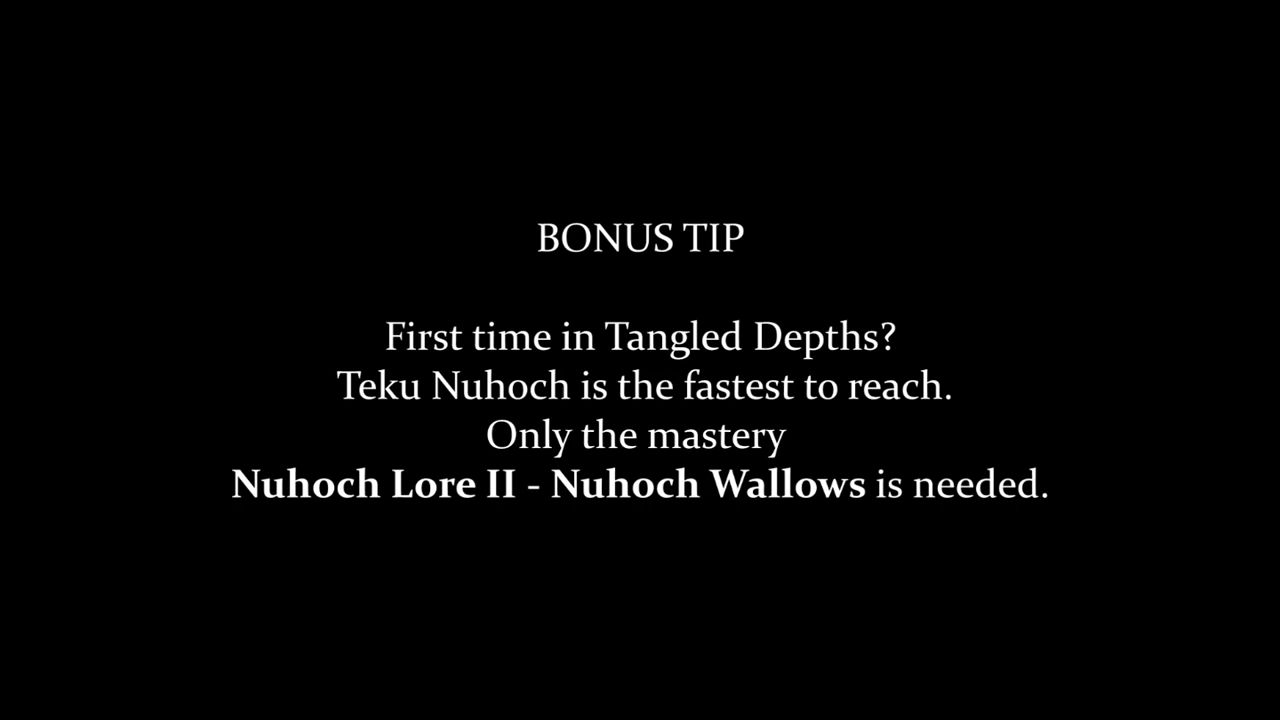 BONUS TIP
First time in Tangled Depths?
Teku Nuhoch is the fastest to reach.
Only the mastery
Nuhoch Lore II - Nuhoch Wallows is needed.